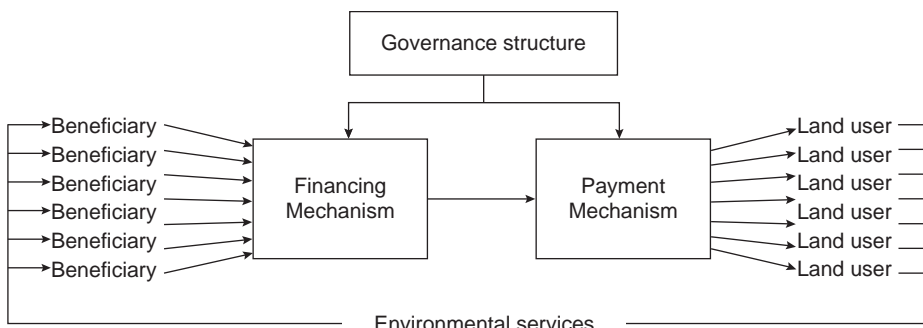 Governance structure
Beneficiary
Beneficiary
Beneficiary
Beneficiary
Beneficiary
Beneficiary
Financing
Mechanism
Payment
Mechanism
Land user
Land user
Land user
Land user
Land user
Land user
Environmental services